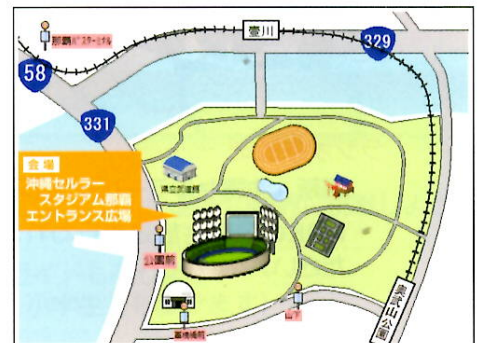 那覇バスターミナル
壺川
58
329
331
会場
沖縄セルラー
スタジアム那覇
エントランス広場
県立武道館
公園前
山下
奥武山公園